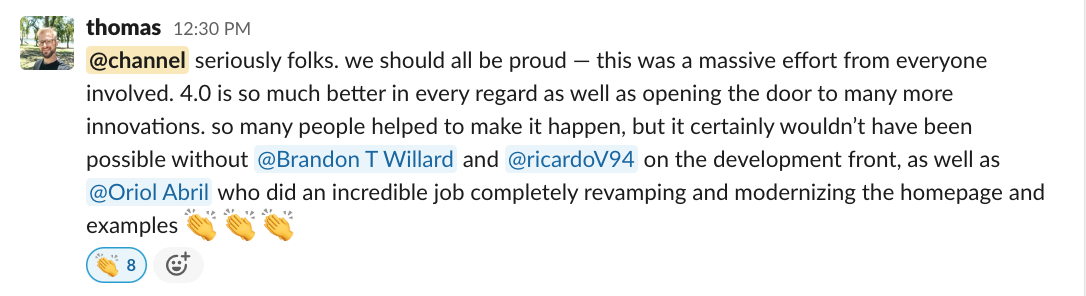 thomas 12:30 PM
@channel seriously folks. we should all be proud — this was a massive effort from everyone
involved. 4.0 is so much better in every regard as well as opening the door to many more
innovations. so many people helped to make it happen, but it certainly wouldn’t have been
possible without @Brandon T Willard and @ricardoV94 on the development front, as well as
@Oriol Abril who did an incredible job completely revamping and modernizing the homepage and
examples 👏 👏 👏
👏 8